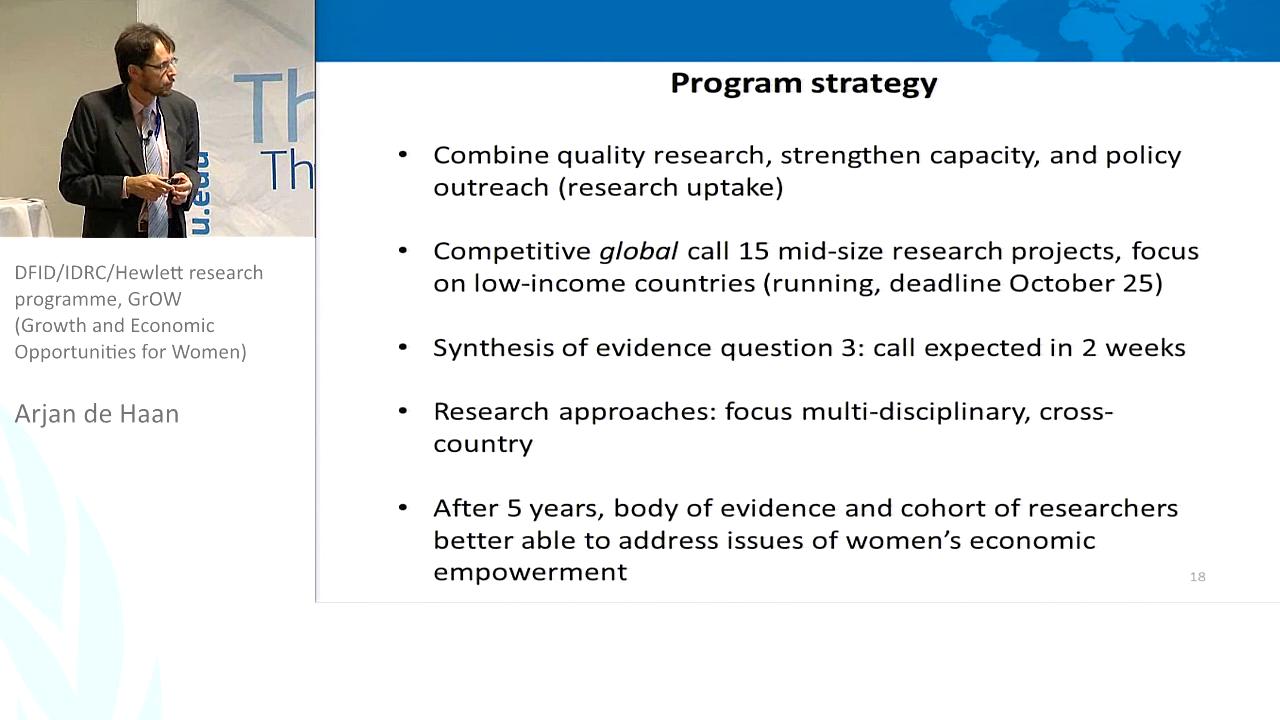 Th
Th
u.edu
DFID/IDRC/Hewlett research
programme, GrOW
(Growth and Economic
Opportunities for Women)
Arjan de Haan
Program strategy
• Combine quality research, strengthen capacity, and policy
outreach (research uptake)
• Competitive global call 15 mid-size research projects, focus
on low-income countries (running, deadline October 25)
• Synthesis of evidence question 3: call expected in 2 weeks
• Research approaches: focus multi-disciplinary, cross-
country
• After 5 years, body of evidence and cohort of researchers
better able to address issues of women’s economic
empowerment
18